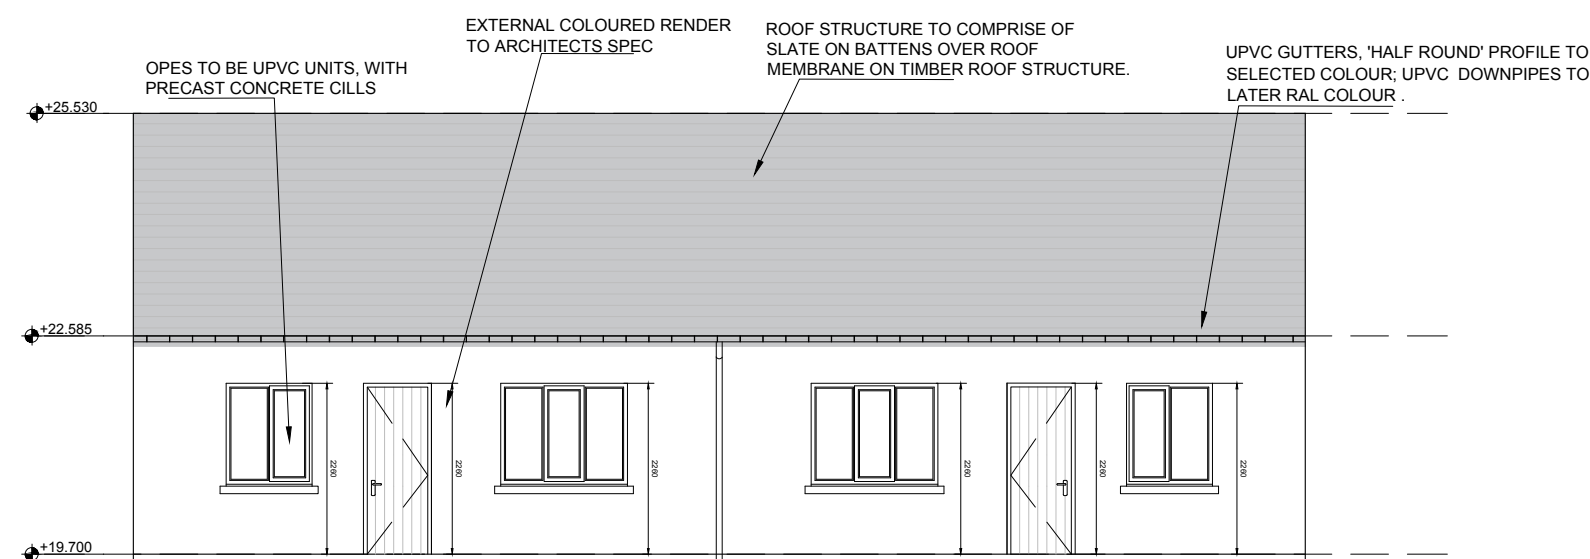 EXTERNAL COLOURED RENDER
TO ARCHITECTS SPEC
ROOF STRUCTURE TO COMPRISE OF
SLATE ON BATTENS OVER ROOF
MEMBRANE ON TIMBER ROOF STRUCTURE.
UPVC GUTTERS, 'HALF ROUND' PROFILE TO
SELECTED COLOUR; UPVC DOWNPIPES TO
LATER RAL COLOUR .
OPES TO BE UPVC UNITS, WITH
PRECAST CONCRETE CILLS
+25.530
+22.585
2260
2260
2260
2260
2260
2260
+19.700